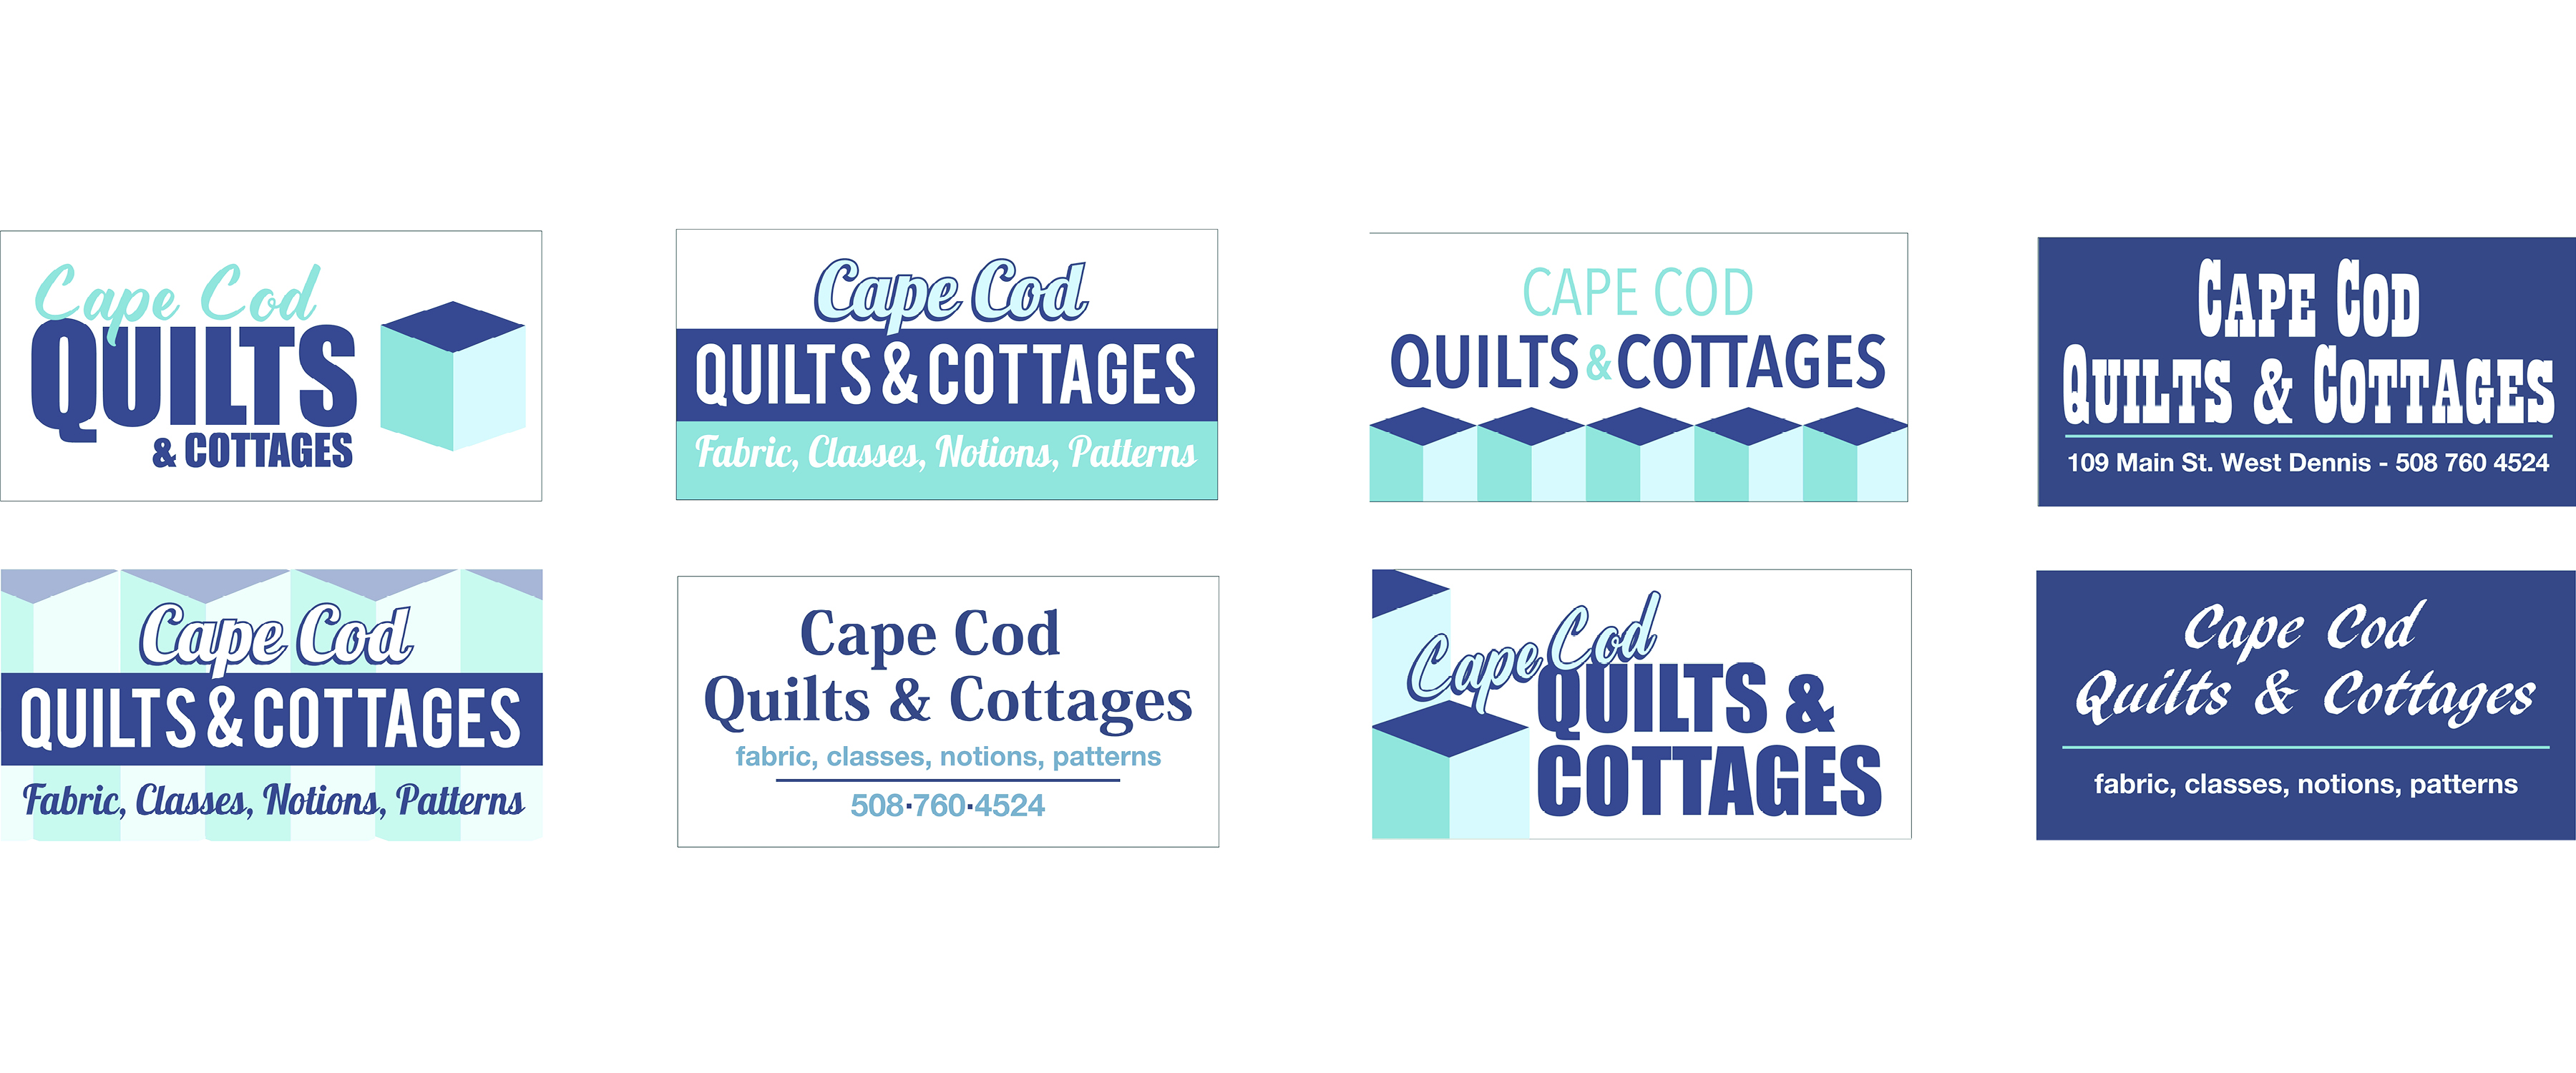 Cape Cod
QUILTS
& COTTAGES
Cape Cod
QUILTS & COTTAGES
Fabric, Classes, Notions, Patterns
CAPE COD
QUILTS & COTTAGES
CAPE COD
QUILTS & COTTAGES
109 Main St. West Dennis - 508 760 4524
Cape Cod
QUILTS & COTTAGES
Fabric, Classes, Notions, Patterns
Cape Cod
Quilts & Cottages
fabric, classes, notions, patterns
508·760·4524
Cape Cod
QUILTS &
COTTAGES
Cape Cod
Quilts & Cottages
fabric, classes, notions, patterns